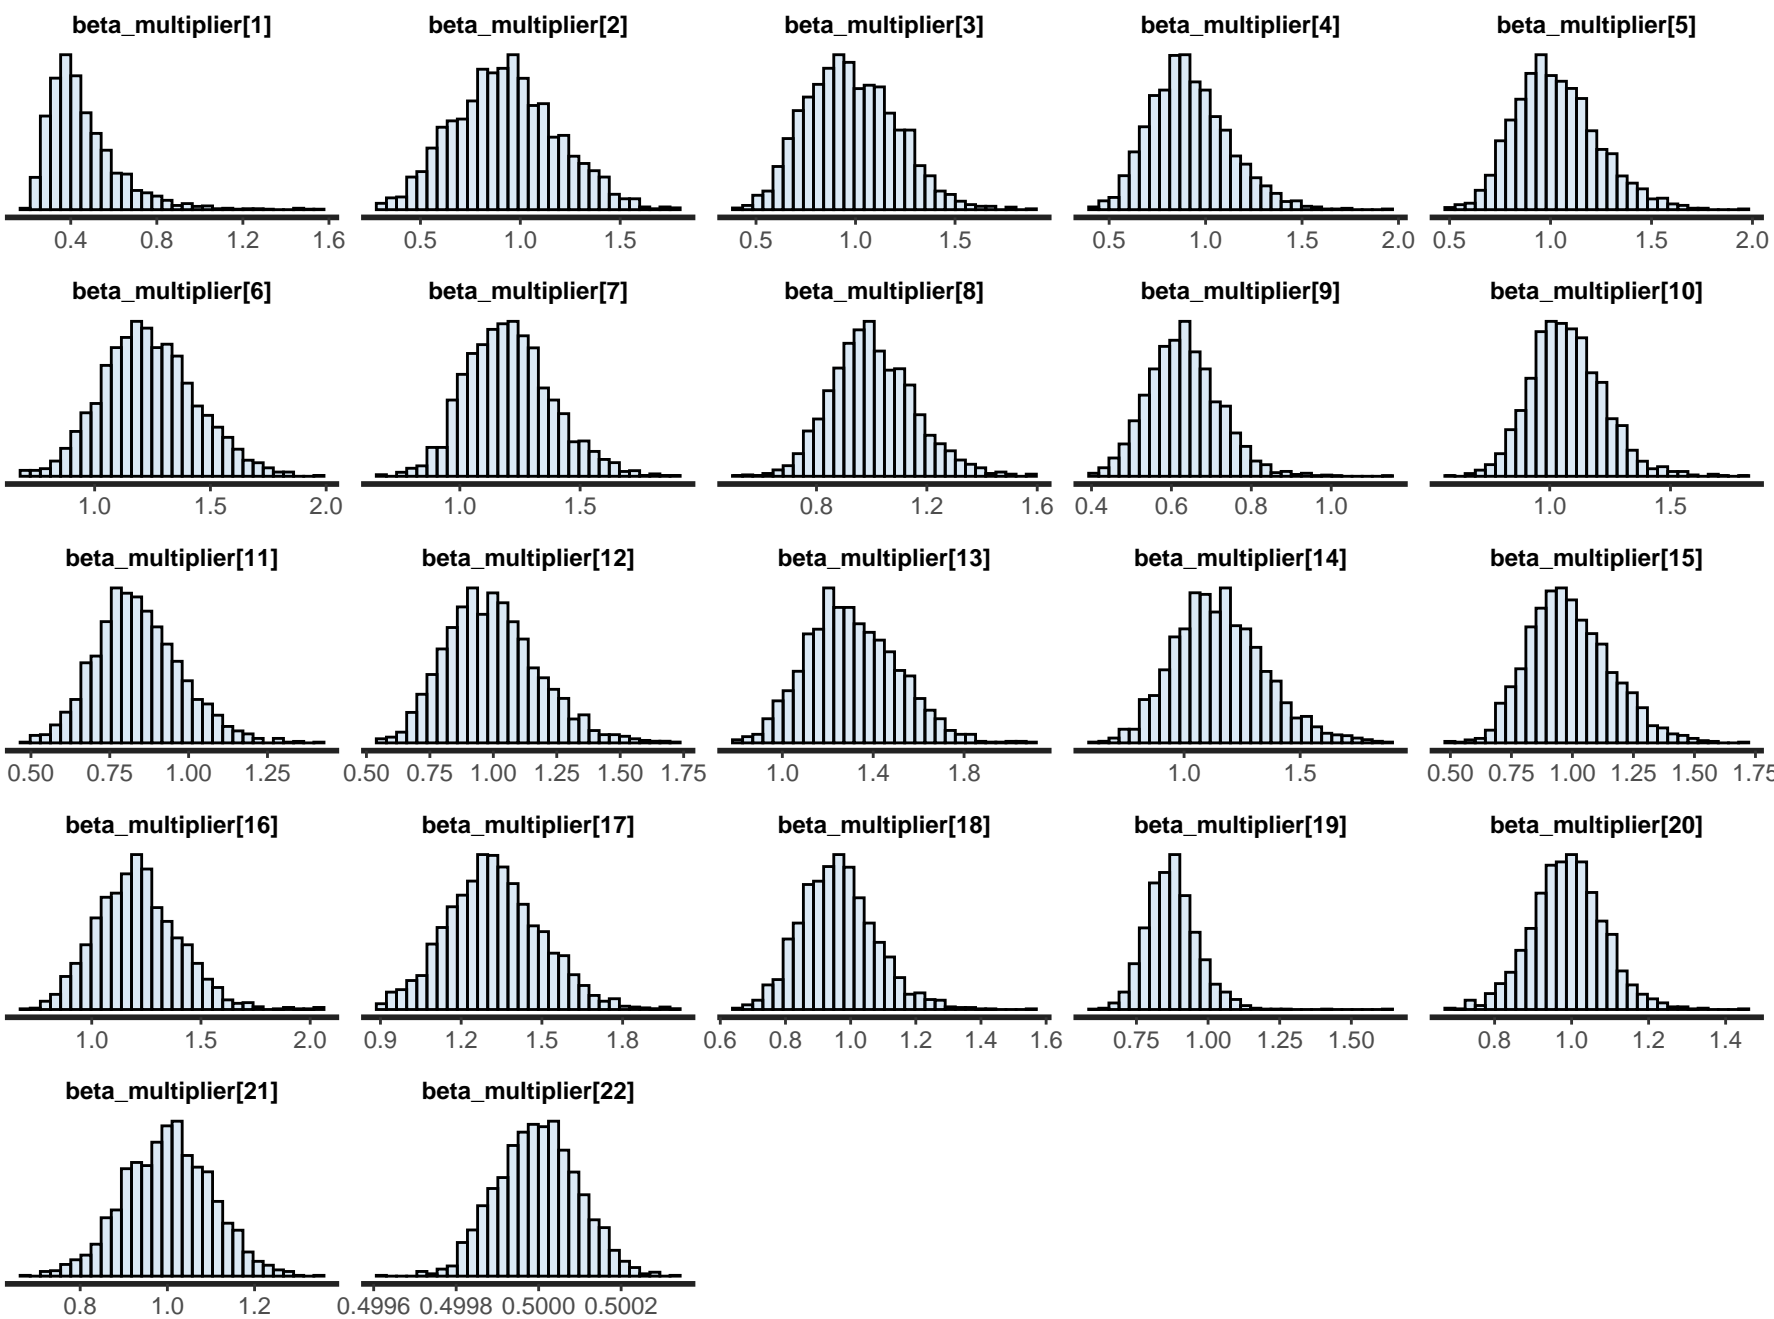 beta_multiplier[1] beta_multiplier[2] beta_multiplier[3] beta_multiplier[4] beta_multiplier[5]
0.4 0.8 1.2 1.6 0.5 1.0 1.5 0.5 1.0 1.5 0.5 1.0 1.5 2.0 0.5 1.0 1.5 2.0
beta_multiplier[6] beta_multiplier[7] beta_multiplier[8] beta_multiplier[9] beta_multiplier[10]
1.0 1.5 2.0 1.0 1.5 0.8 1.2 1.6 0.4 0.6 0.8 1.0 1.0 1.5
beta_multiplier[11] beta_multiplier[12] beta_multiplier[13] beta_multiplier[14] beta_multiplier[15]
0.50 0.75 1.00 1.25 0.50 0.75 1.00 1.25 1.50 1.75 1.0 1.4 1.8 1.0 1.5 0.50 0.75 1.00 1.25 1.50 1.75
beta_multiplier[16] beta_multiplier[17] beta_multiplier[18] beta_multiplier[19] beta_multiplier[20]
1.0 1.5 2.0 0.9 1.2 1.5 1.8 0.6 0.8 1.0 1.2 1.4 1.6 0.75 1.00 1.25 1.50 0.8 1.0 1.2 1.4
beta_multiplier[21] beta_multiplier[22]
0.8 1.0 1.2 0.4996 0.4998 0.5000 0.5002